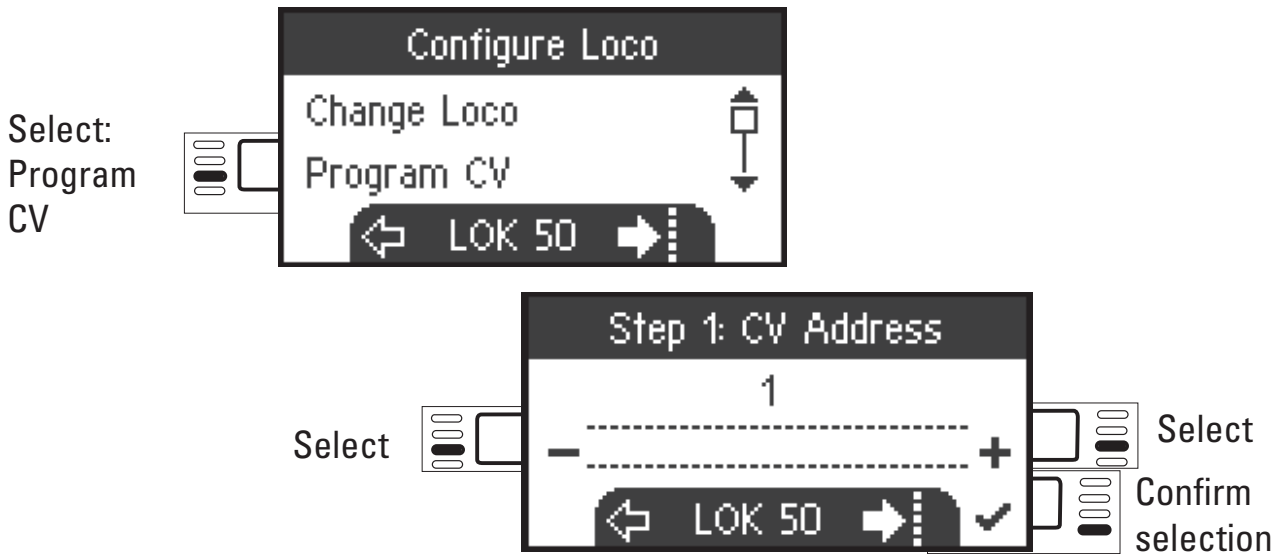 Configure Loco
Change Loco
Select:
Program
CV
Program CV
LOK 50
Step 1: CV Address
1
Select
Select
− +
LOK 50
Confirm
selection